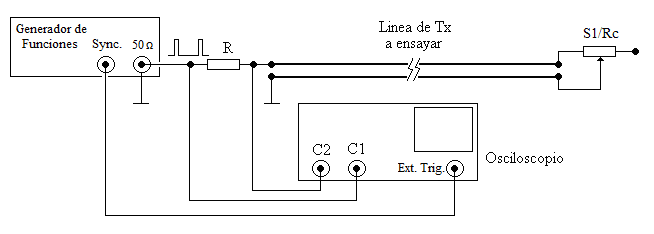 Generador de
Funciones
Sync.
50Ω
R
Linea de Tx
a ensayar
S1/Rc
C2
C1
Ext. Trig.
Osciloscopio